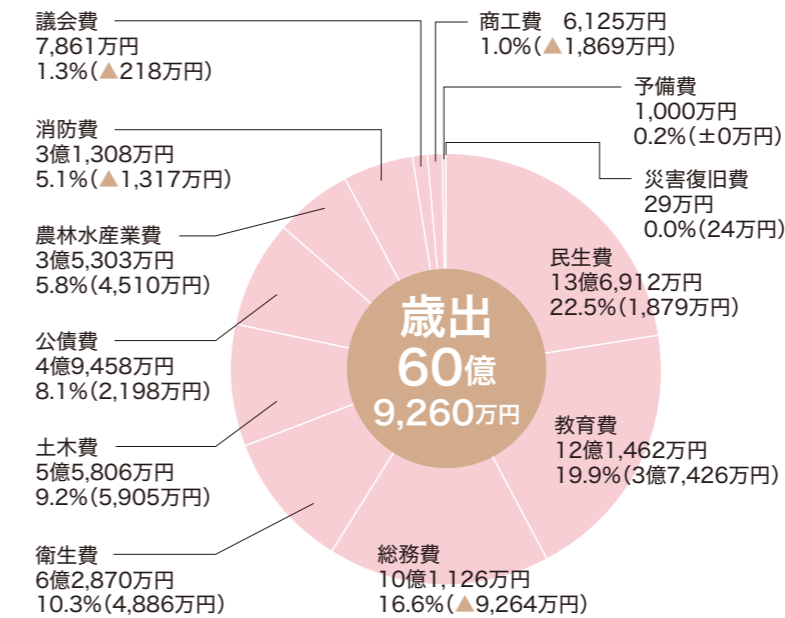 議会費
7,861万円
1.3%(▲218万円)
商工費　6,125万円
1.0%(▲1,869万円)
予備費
1,000万円
0.2%(±0万円)
消防費
3億1,308万円
5.1%(▲1,317万円)
災害復旧費
29万円
0.0%(24万円)
農林水産業費
3億5,303万円
5.8%(4,510万円)
民生費
13億6,912万円
22.5%(1,879万円)
歳出
60億
9,260万円
公債費
4億9,458万円
8.1%(2,198万円)
教育費
12億1,462万円
19.9%(3億7,426万円)
土木費
5億5,806万円
9.2%(5,905万円)
衛生費
6億2,870万円
10.3%(4,886万円)
総務費
10億1,126万円
16.6%(▲9,264万円)